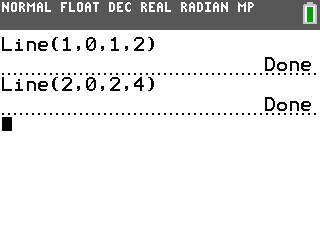 NORMAL FLOAT DEC REAL RADIAN MP
Line(1,0,1,2)
Done
Line(2,0,2,4)
Done